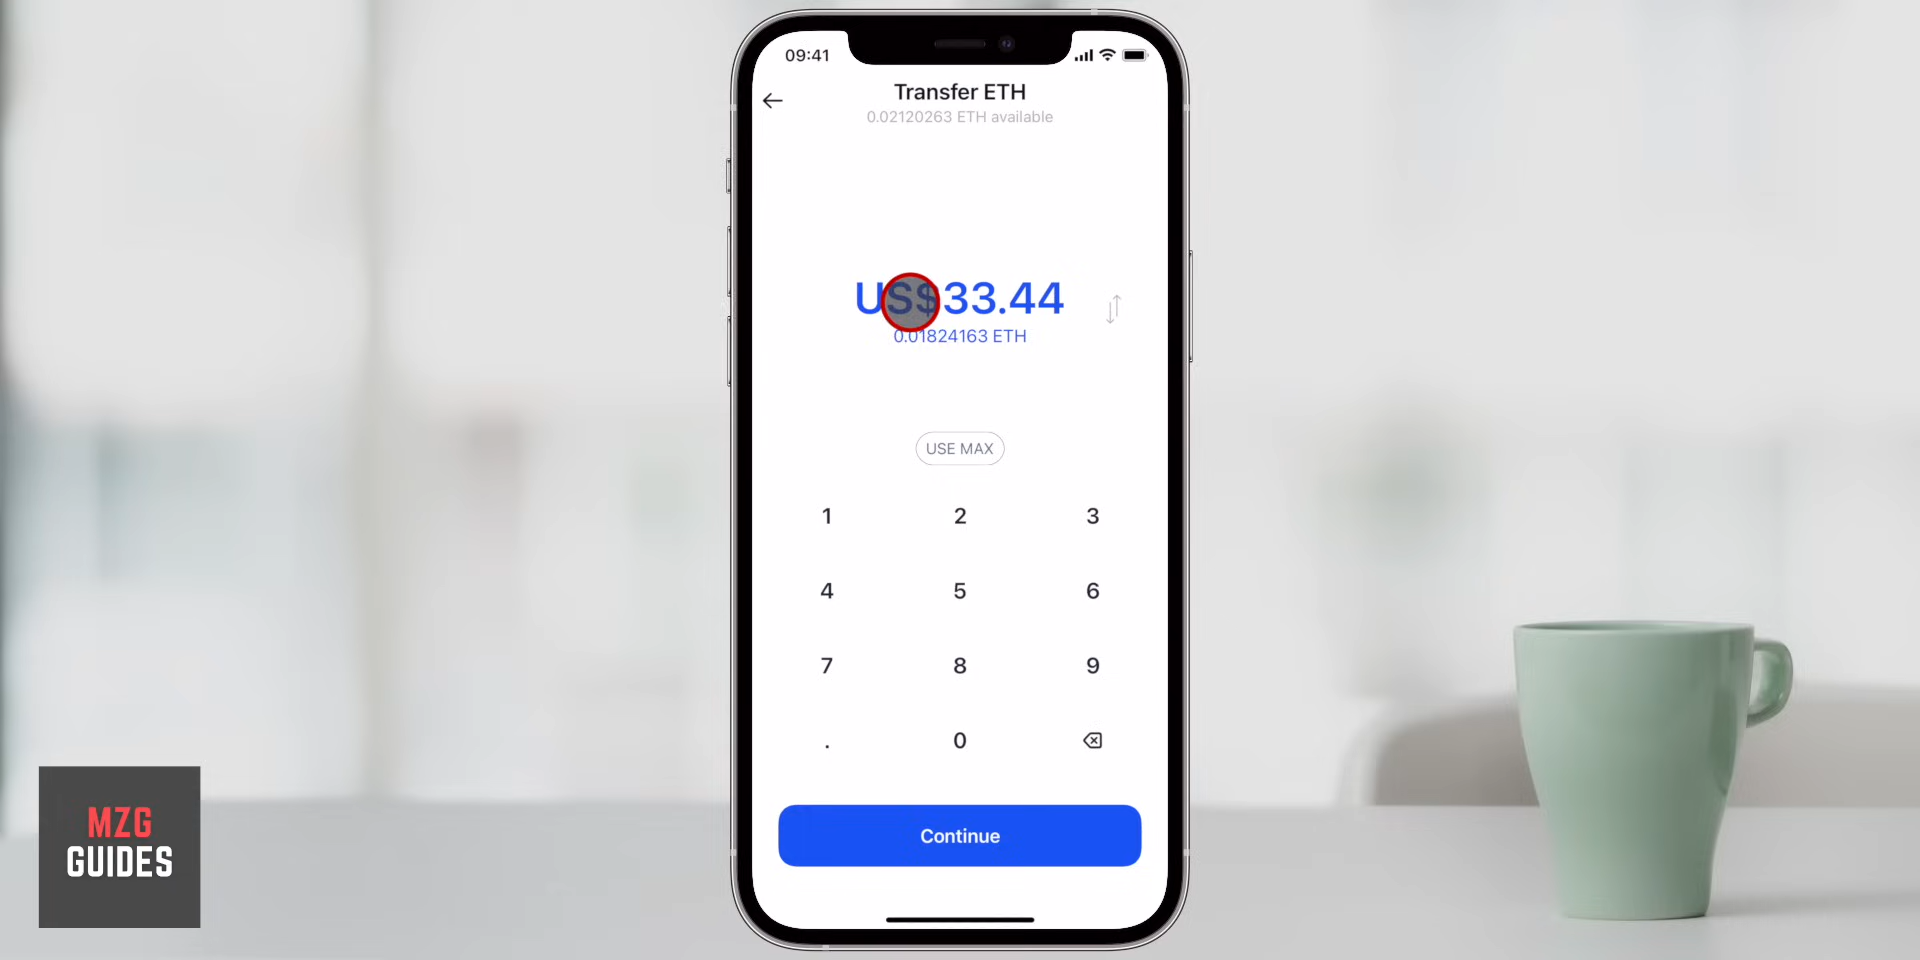 09:41
Transfer ETH
0.02120263 ETH available
US$33.44
0.01824163 ETH
USE MAX
1 2 3
4 5 6
7 8 9
. 0
Continue
MZG
GUIDES